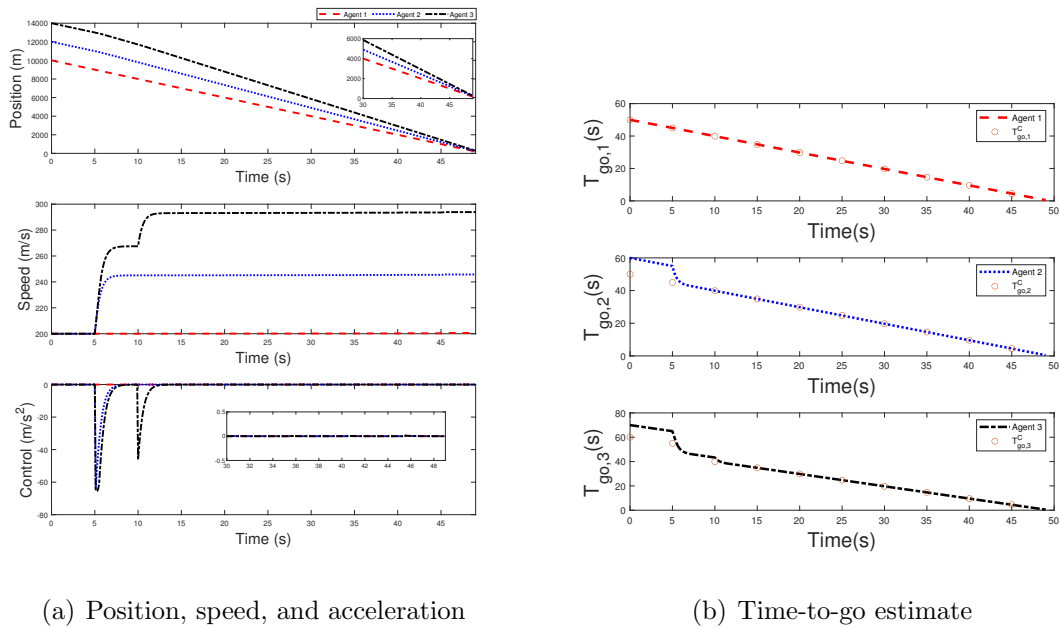 Agent 1 Agent 2 Agent 3
14000
12000
10000
8000
6000
4000
2000
0
Position (m)
6000
4000
2000
0
30 35 40 45
0 5 10 15 20 25 30 35 40 45
Time (s)
300
280
260
240
220
200
Speed (m/s)
0 5 10 15 20 25 30 35 40 45
Time (s)
0
-20
-40
-60
-80
Control (m/s²)
0.5
0
-0.5
30 32 34 36 38 40 42 44 46 48
0 5 10 15 20 25 30 35 40 45
Time (s)
(a) Position, speed, and acceleration
60
40
20
0
T go,1 (s)
Agent 1
T C go,1
0 5 10 15 20 25 30 35 40 45 50
Time(s)
60
40
20
0
T go,2 (s)
Agent 2
T C go,2
0 5 10 15 20 25 30 35 40 45 50
Time(s)
80
60
40
20
0
T go,3 (s)
Agent 3
T C go,3
0 5 10 15 20 25 30 35 40 45 50
Time(s)
(b) Time-to-go estimate